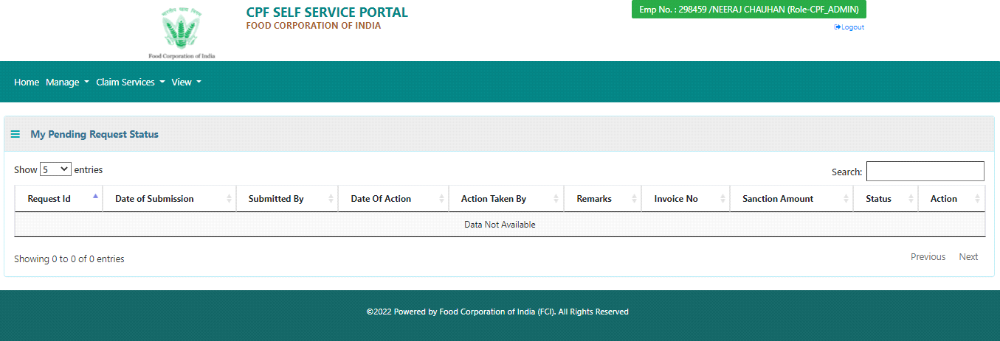 CPF SELF SERVICE PORTAL
FOOD CORPORATION OF INDIA
Food Corporation of India
Emp No. : 298459 /NEERAJ CHAUHAN (Role-CPF_ADMIN)
Logout
Home Manage Claim Services View
My Pending Request Status
Show 5 entries
Search:
Request Id Date of Submission Submitted By Date Of Action Action Taken By Remarks Invoice No Sanction Amount Status Action
Data Not Available
Showing 0 to 0 of 0 entries
Previous Next
©2022 Powered by Food Corporation of India (FCI). All Rights Reserved